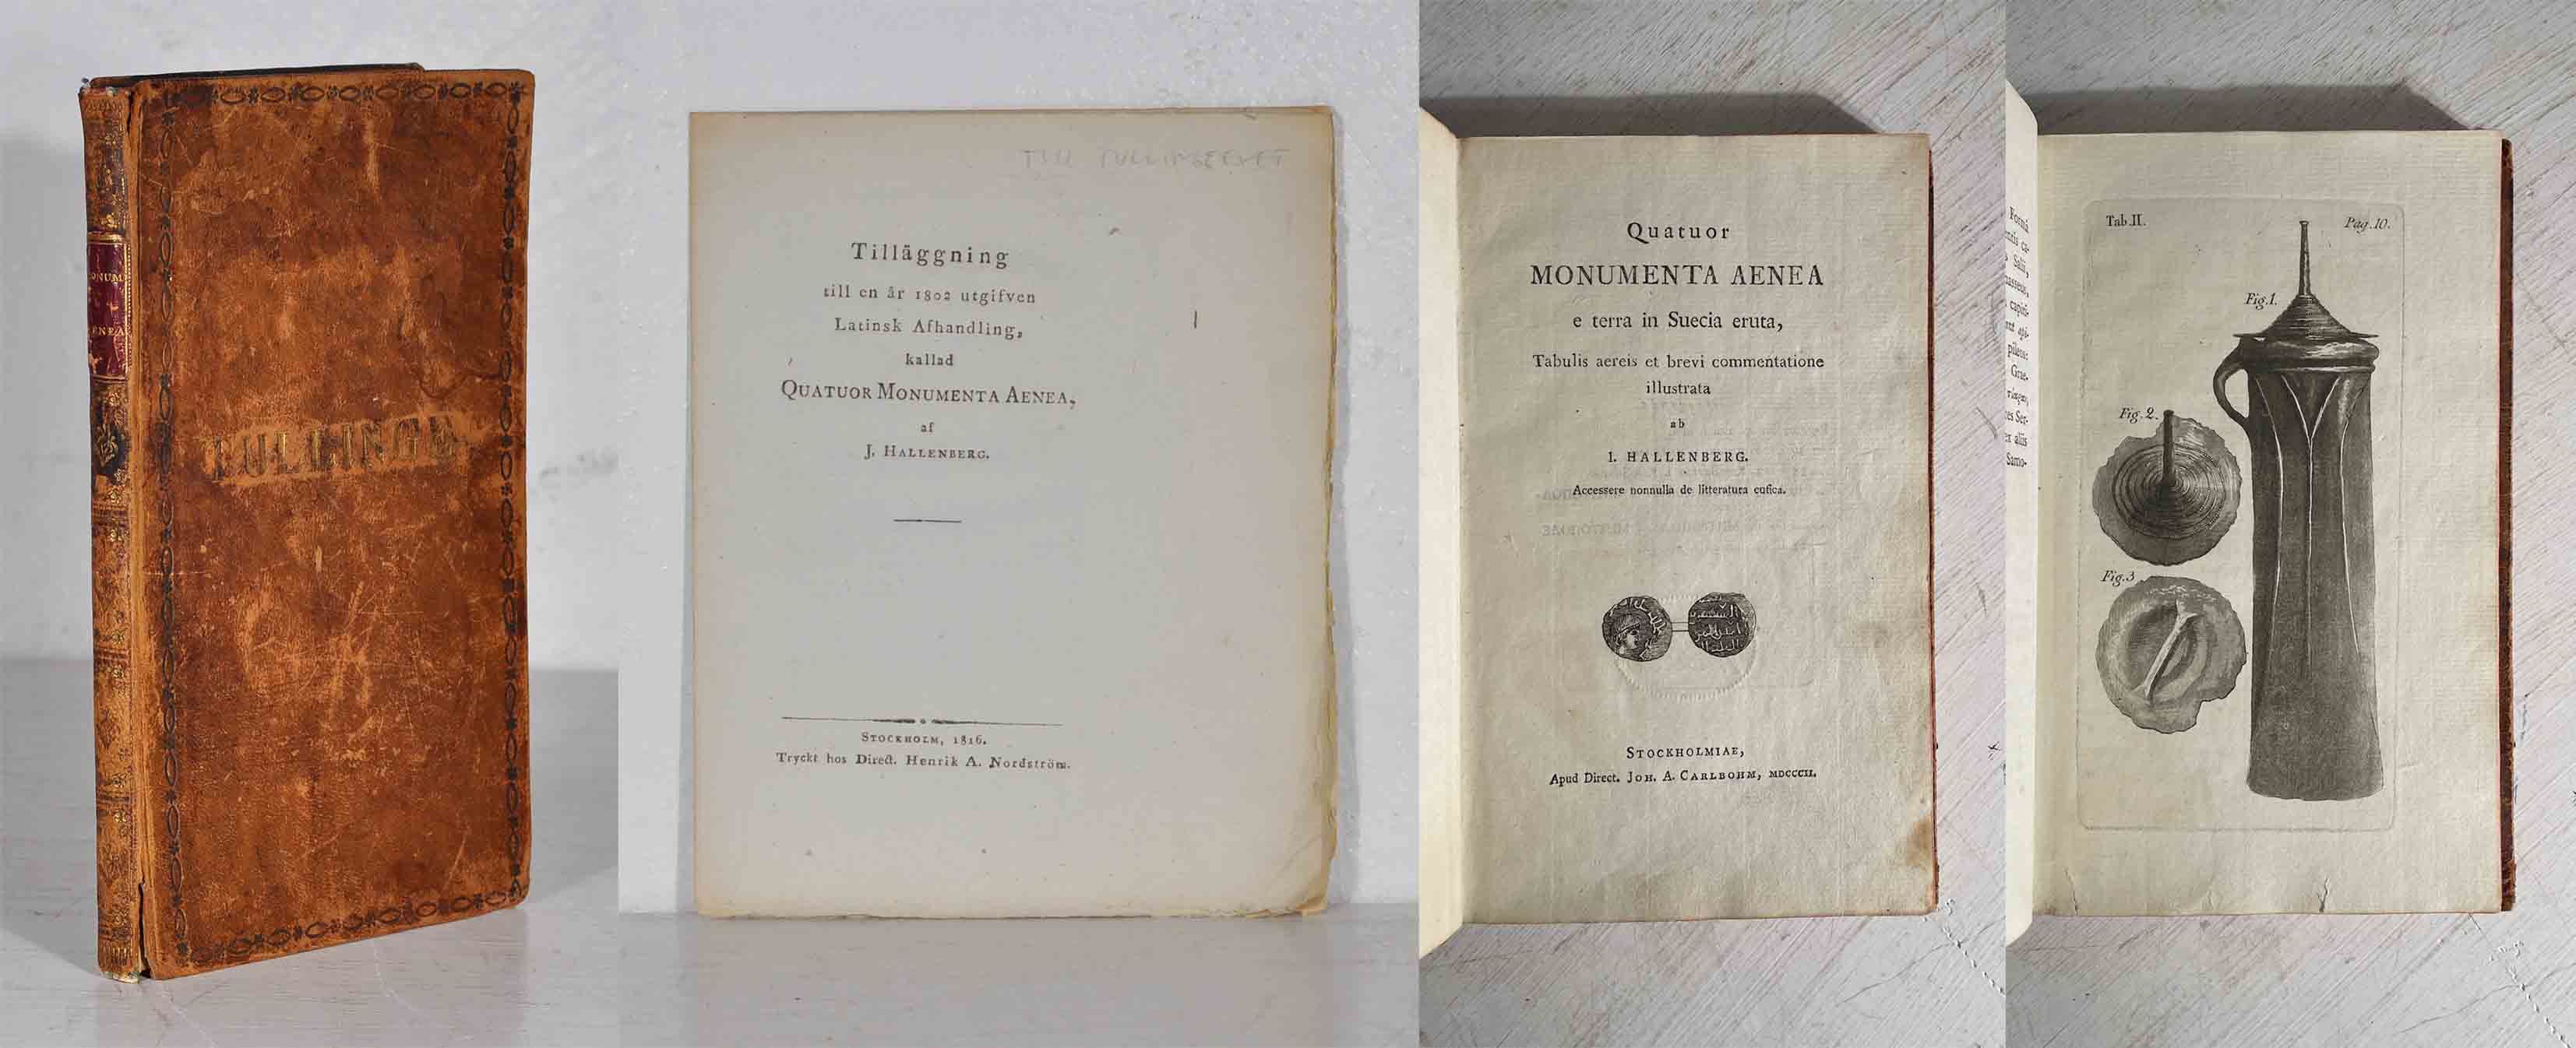 TULLINGE
Tilläggning
till en år 1802 utgifven
Latinsk Afhandling,
kallad
QUATUOR MONUMENTA AENEA,
af
J. HALLENBERG.
STOCKHOLM, 1816.
Tryckt hos Direct. Henrik A. Nordström.
Quatuor
MONUMENTA AENEA
e terra in Suecia eruta,
Tabulis aereis et brevi commentatione
illustrata
ab
I. HALLENBERG.
Accessere nonnulla de litteratura cufica.
STOCKHOLMIAE,
Apud Direct. JOH. A. CARLBOHM, MDCCCII.
Tab.II.
Pag.10.
Fig.1.
Fig.2.
Fig.3